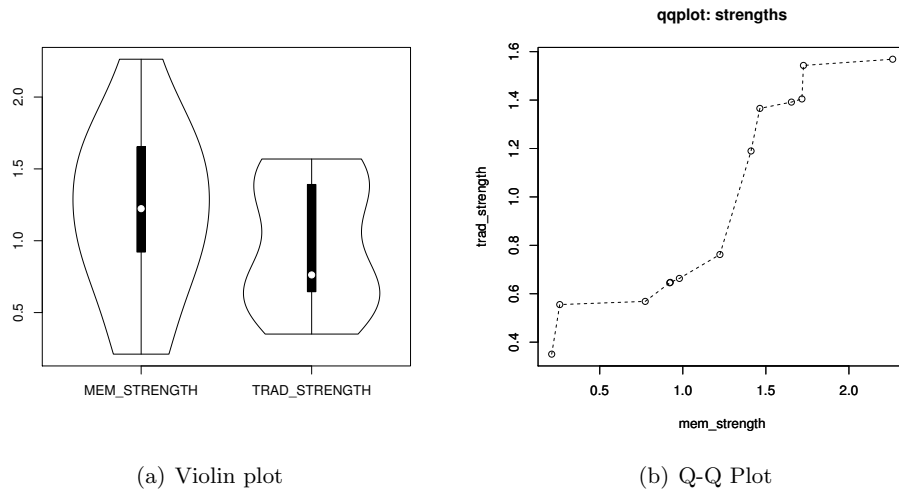 qqplot: strengths
2.0
1.5
1.0
0.5
MEM_STRENGTH TRAD_STRENGTH
1.6
1.4
1.2
1.0
0.8
0.6
0.4
trad_strength
0.5 1.0 1.5 2.0
mem_strength
(a) Violin plot
(b) Q-Q Plot